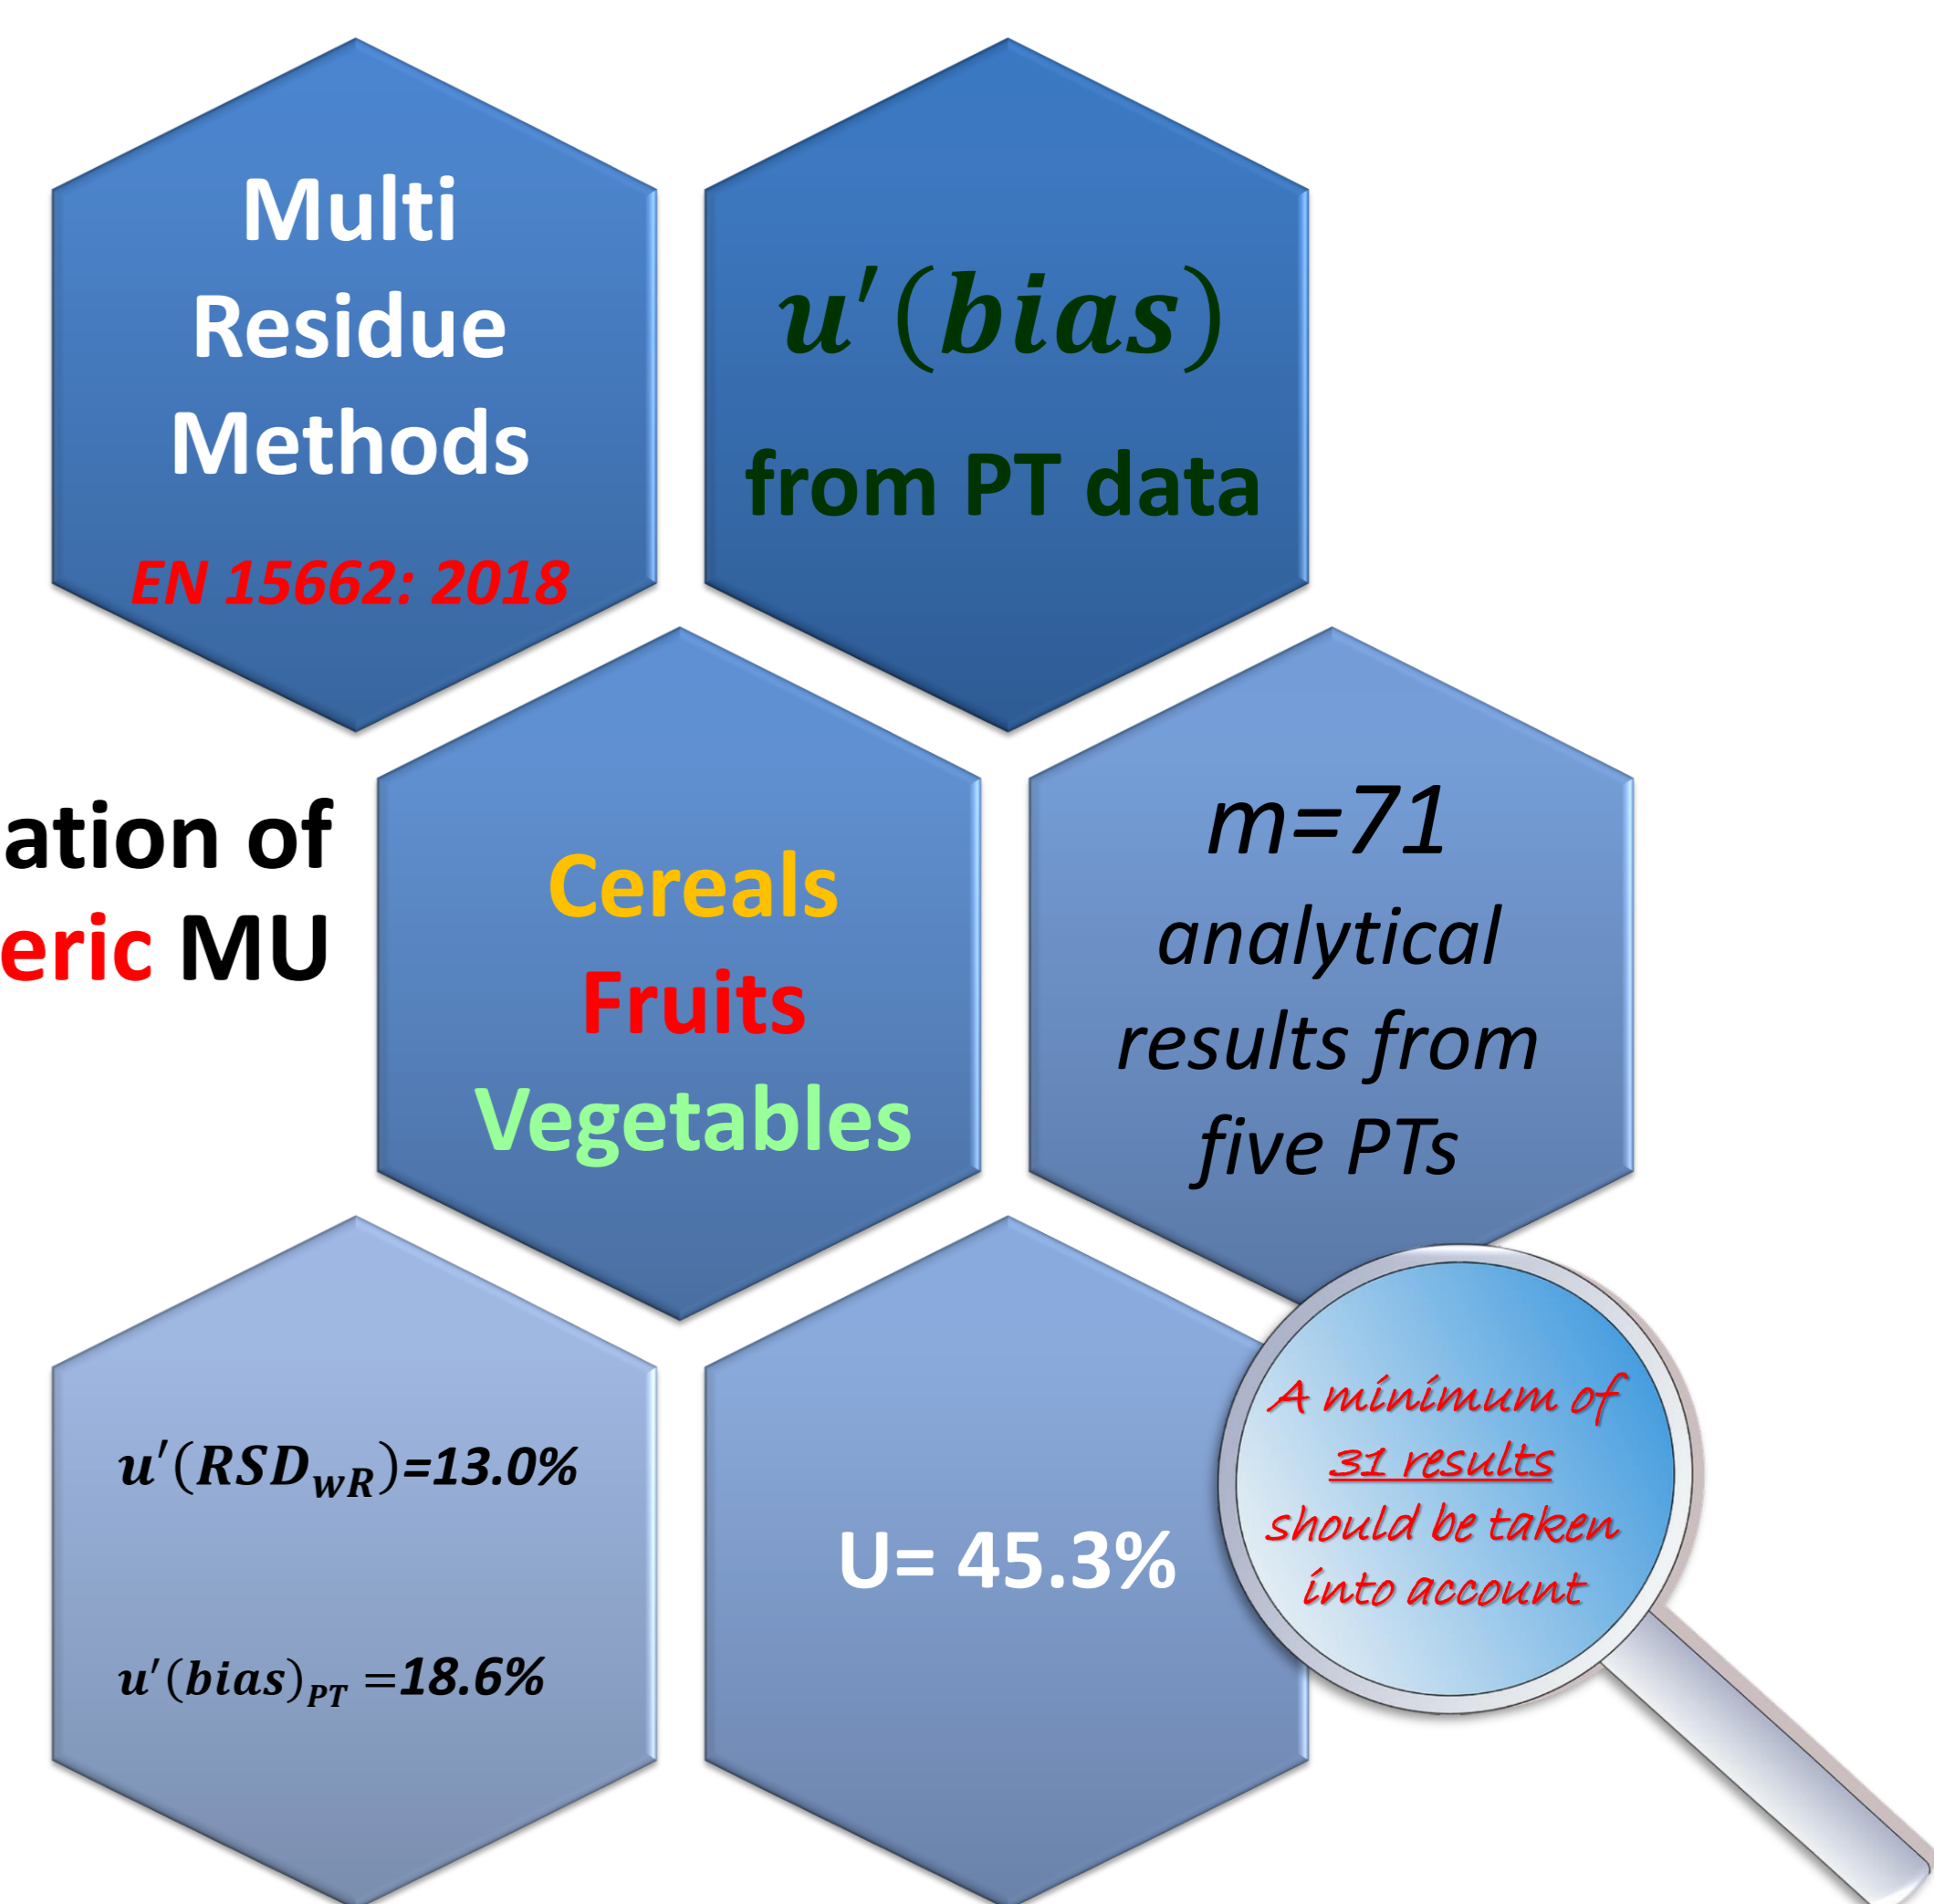 Multi
Residue
Methods
EN 15662: 2018
u'(bias)
from PT data
ation of
eric MU
Cereals
Fruits
Vegetables
m=71
analytical
results from
five PTs
u'(RSD_wR)=13.0%
u'(bias)_PT =18.6%
U= 45.3%
A minimum of
31 results
should be taken
into account